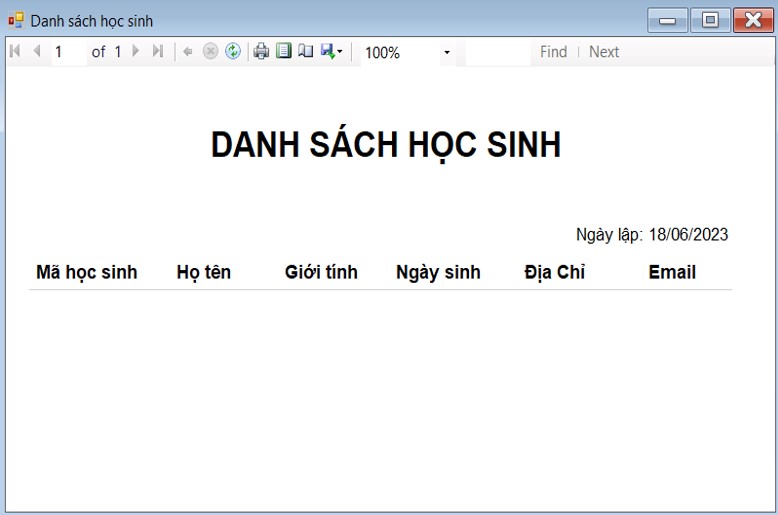 Danh sách học sinh
1 of 1 100% Find Next
DANH SÁCH HỌC SINH
Ngày lập: 18/06/2023
Mã học sinh Họ tên Giới tính Ngày sinh Địa Chỉ Email